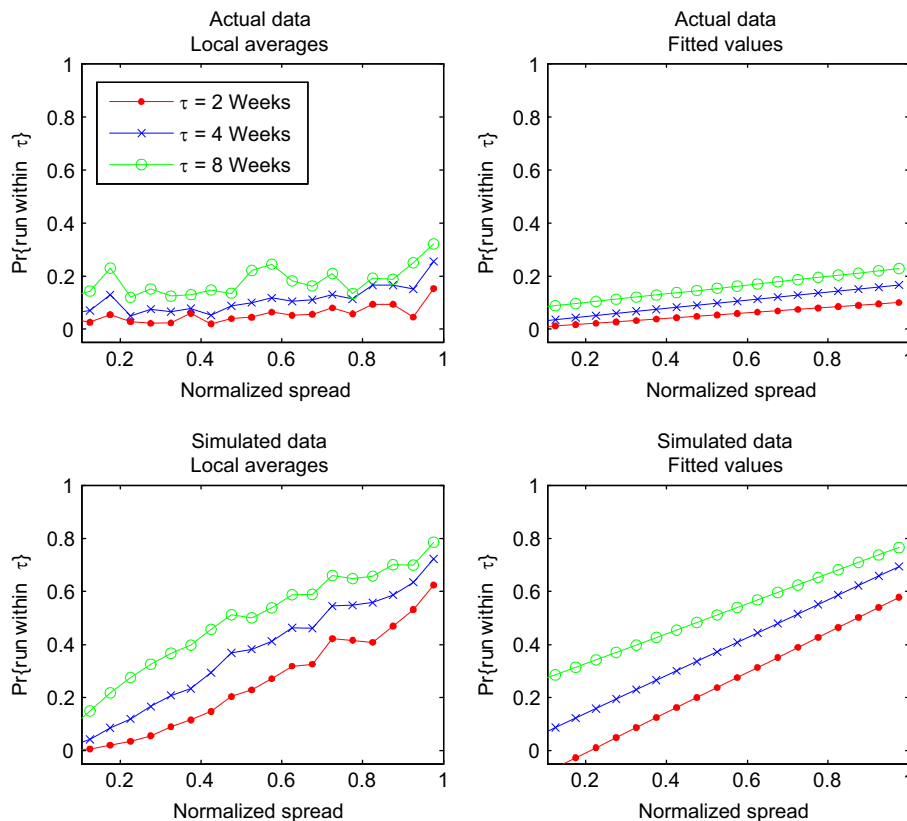 Actual data
Local averages
Pr{run within τ}
1
0.8
0.6
0.4
0.2
0
τ = 2 Weeks
τ = 4 Weeks
τ = 8 Weeks
0.2 0.4 0.6 0.8 1
Normalized spread
Actual data
Fitted values
Pr{run within τ}
1
0.8
0.6
0.4
0.2
0
0.2 0.4 0.6 0.8 1
Normalized spread
Simulated data
Local averages
Pr{run within τ}
1
0.8
0.6
0.4
0.2
0
0.2 0.4 0.6 0.8 1
Normalized spread
Simulated data
Fitted values
Pr{run within τ}
1
0.8
0.6
0.4
0.2
0
0.2 0.4 0.6 0.8 1
Normalized spread